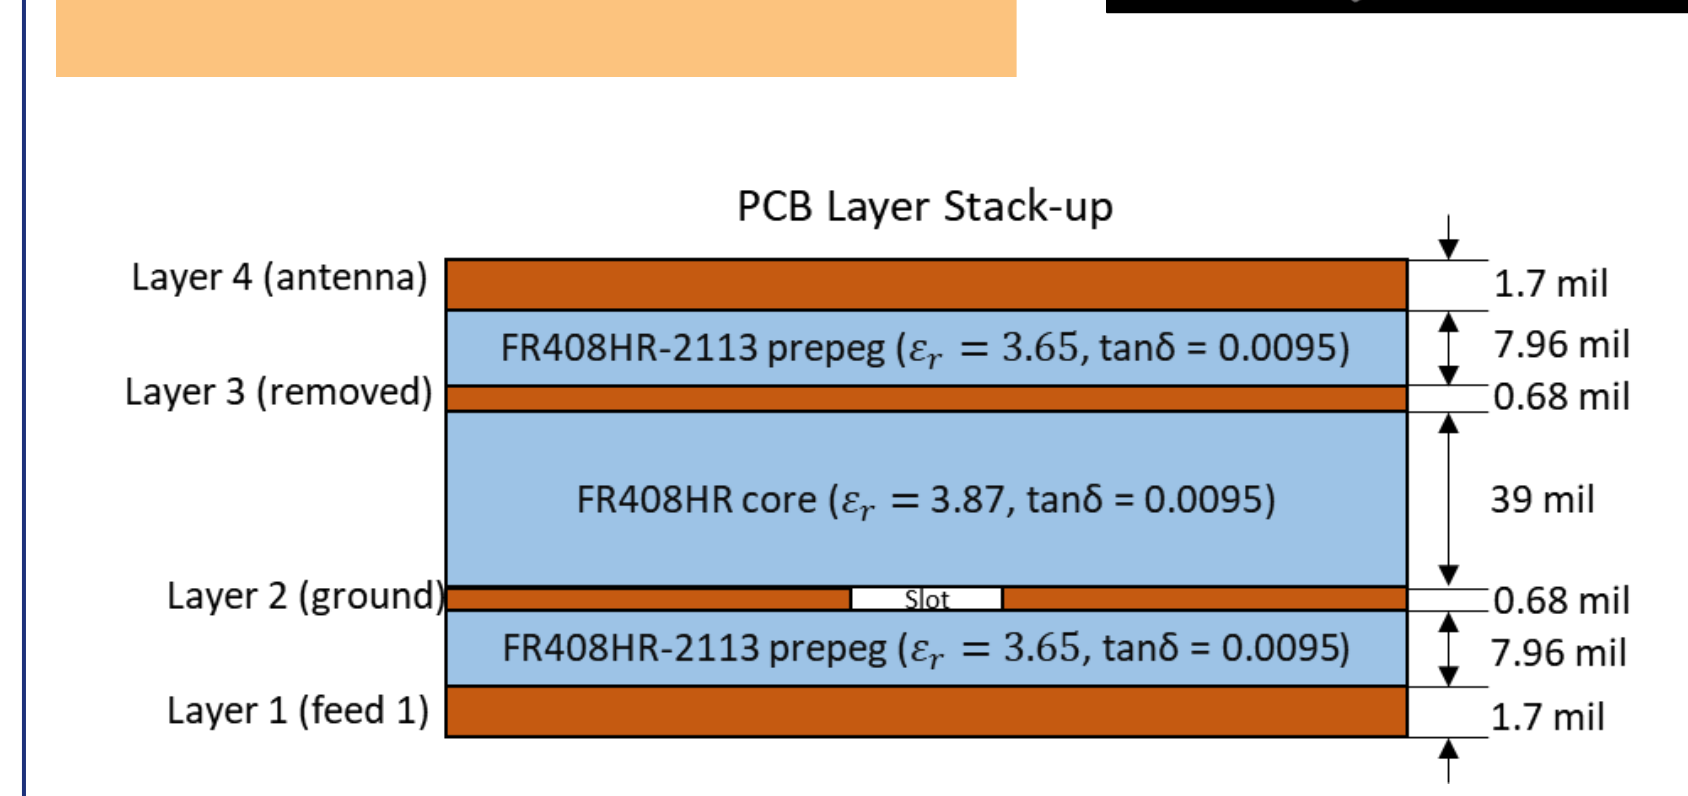 PCB Layer Stack-up
Layer 4 (antenna)
1.7 mil
FR408HR-2113 prepeg (εr = 3.65, tanδ = 0.0095)
7.96 mil
Layer 3 (removed)
0.68 mil
FR408HR core (εr = 3.87, tanδ = 0.0095)
39 mil
Layer 2 (ground)
Slot
0.68 mil
FR408HR-2113 prepeg (εr = 3.65, tanδ = 0.0095)
7.96 mil
Layer 1 (feed 1)
1.7 mil